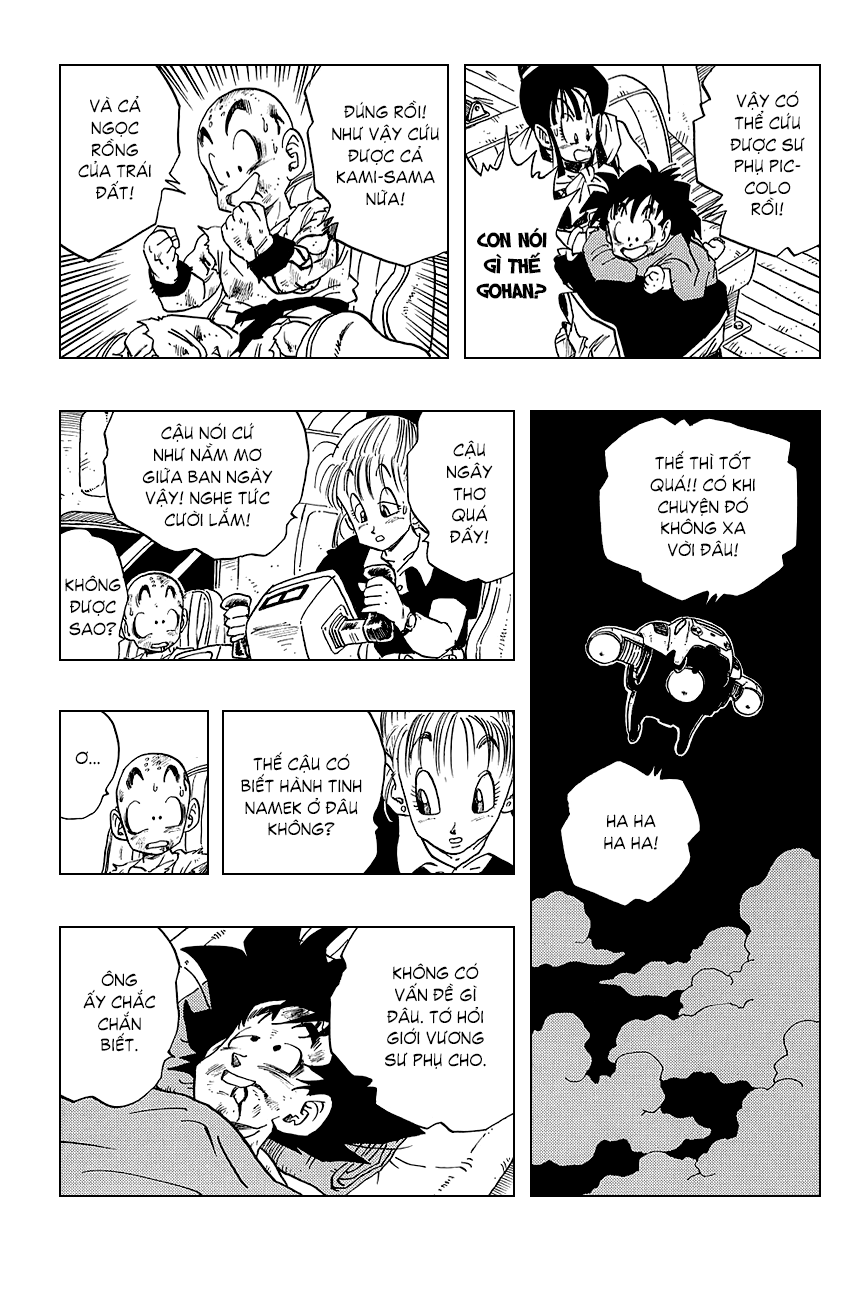 VẬY CÓ
THỂ CỨU
ĐƯỢC SƯ
PHỤ PIC-
COLO
RỒI!
CON NÓI
GÌ THẾ
GOHAN?
ĐÚNG RỒI!
NHƯ VẬY CỨU
ĐƯỢC CẢ
KAMI-SAMA
NỮA!
VÀ CẢ
NGỌC
RỒNG
CỦA TRÁI
ĐẤT!
THẾ THÌ TỐT
QUÁ!! CÓ KHI
CHUYỆN ĐÓ
KHÔNG XA
VỜI ĐÂU!
HA HA
HA HA!
CẬU
NGÂY
THƠ
QUÁ
ĐẤY!
CẬU NÓI CỨ
NHƯ NẰM MƠ
GIỮA BAN NGÀY
VẬY! NGHE TỨC
CƯỜI LẮM!
KHÔNG
ĐƯỢC
SAO?
THẾ CẬU CÓ
BIẾT HÀNH TINH
NAMEK Ở ĐÂU
KHÔNG?
Ơ...
KHÔNG CÓ
VẤN ĐỀ GÌ
ĐÂU. TỚ HỎI
GIỚI VƯƠNG
SƯ PHỤ CHO.
ÔNG
ẤY CHẮC
CHẮN
BIẾT.